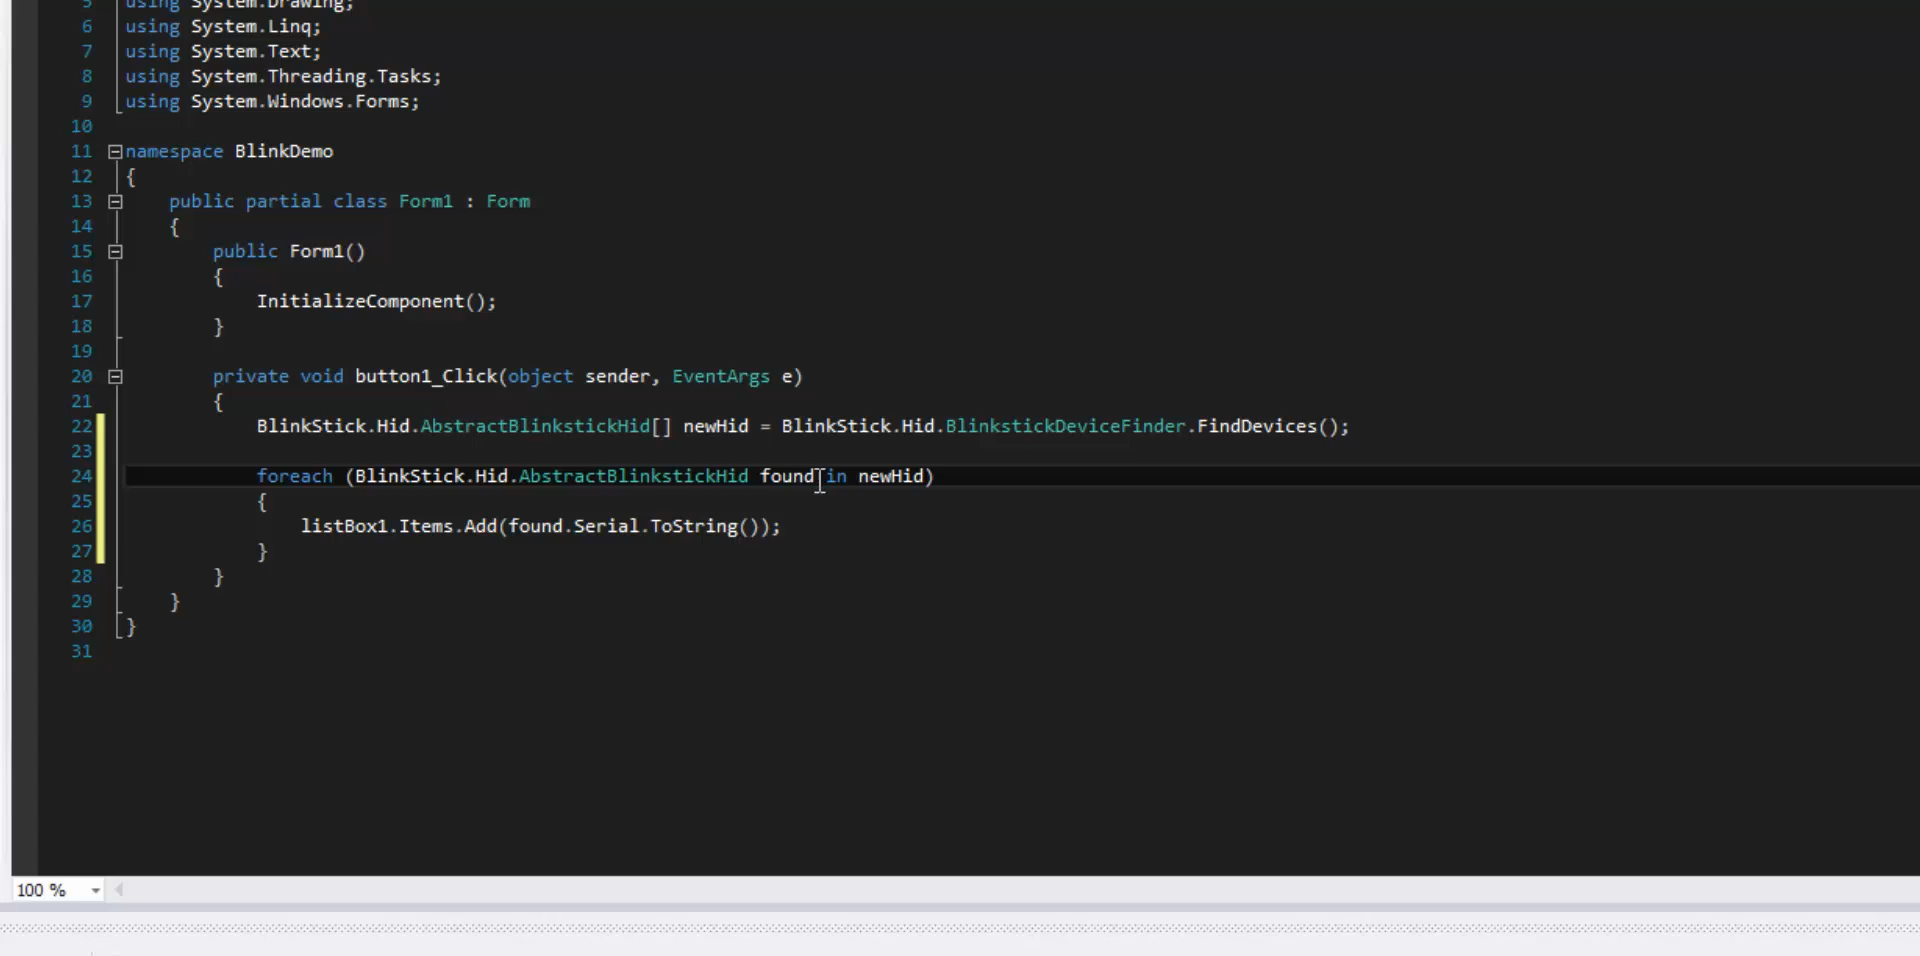 5 using System.Drawing;
6 using System.Linq;
7 using System.Text;
8 using System.Threading.Tasks;
9 using System.Windows.Forms;
10
11 namespace BlinkDemo
12 {
13 public partial class Form1 : Form
14 {
15 public Form1()
16 {
17 InitializeComponent();
18 }
19
20 private void button1_Click(object sender, EventArgs e)
21 {
22 BlinkStick.Hid.AbstractBlinkstickHid[] newHid = BlinkStick.Hid.BlinkstickDeviceFinder.FindDevices();
23
24 foreach (BlinkStick.Hid.AbstractBlinkstickHid found in newHid)
25 {
26 listBox1.Items.Add(found.Serial.ToString());
27 }
28 }
29 }
30 }
31
100 %